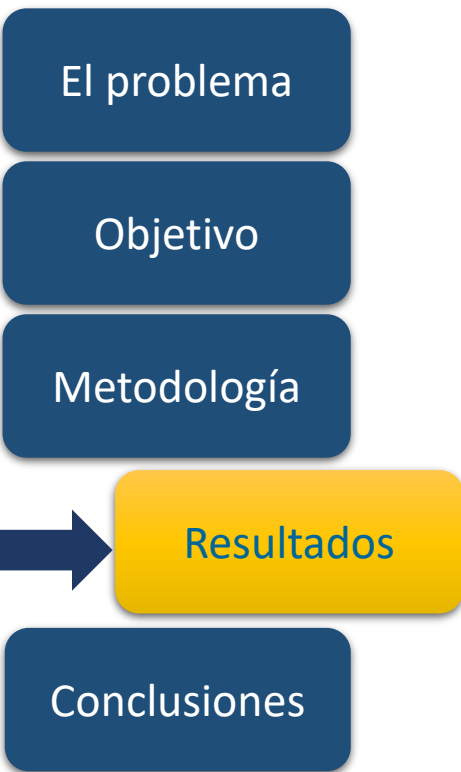 El problema
Objetivo
Metodología
Resultados
Conclusiones